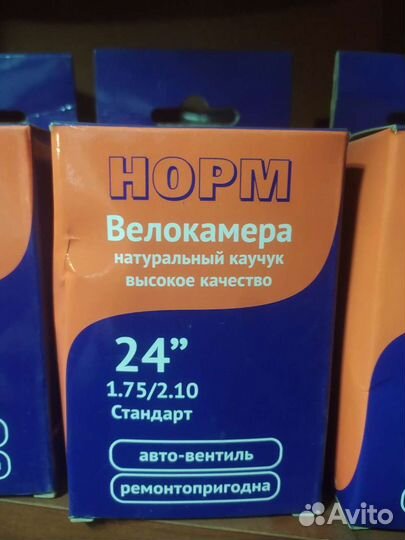 НОРМ
Велокамера
натуральный каучук
высокое качество
24”
1.75/2.10
Стандарт
авто-вентиль
ремонтопригодна
Avito